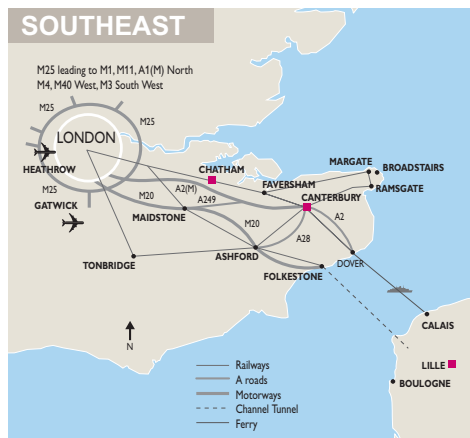 SOUTHEAST
M25 leading to M1, M11, A1(M) North
M4, M40 West, M3 South West
M25
M25
LONDON
HEATHROW
M25
GATWICK
CHATHAM
MARGATE
BROADSTAIRS
FAVERSHAM
RAMSGATE
A2(M)
M20
A249
CANTERBURY
MAIDSTONE
M20
A2
A28
ASHFORD
TONBRIDGE
DOVER
FOLKESTONE
N
CALAIS
LILLE
BOULOGNE
Railways
A roads
Motorways
Channel Tunnel
Ferry